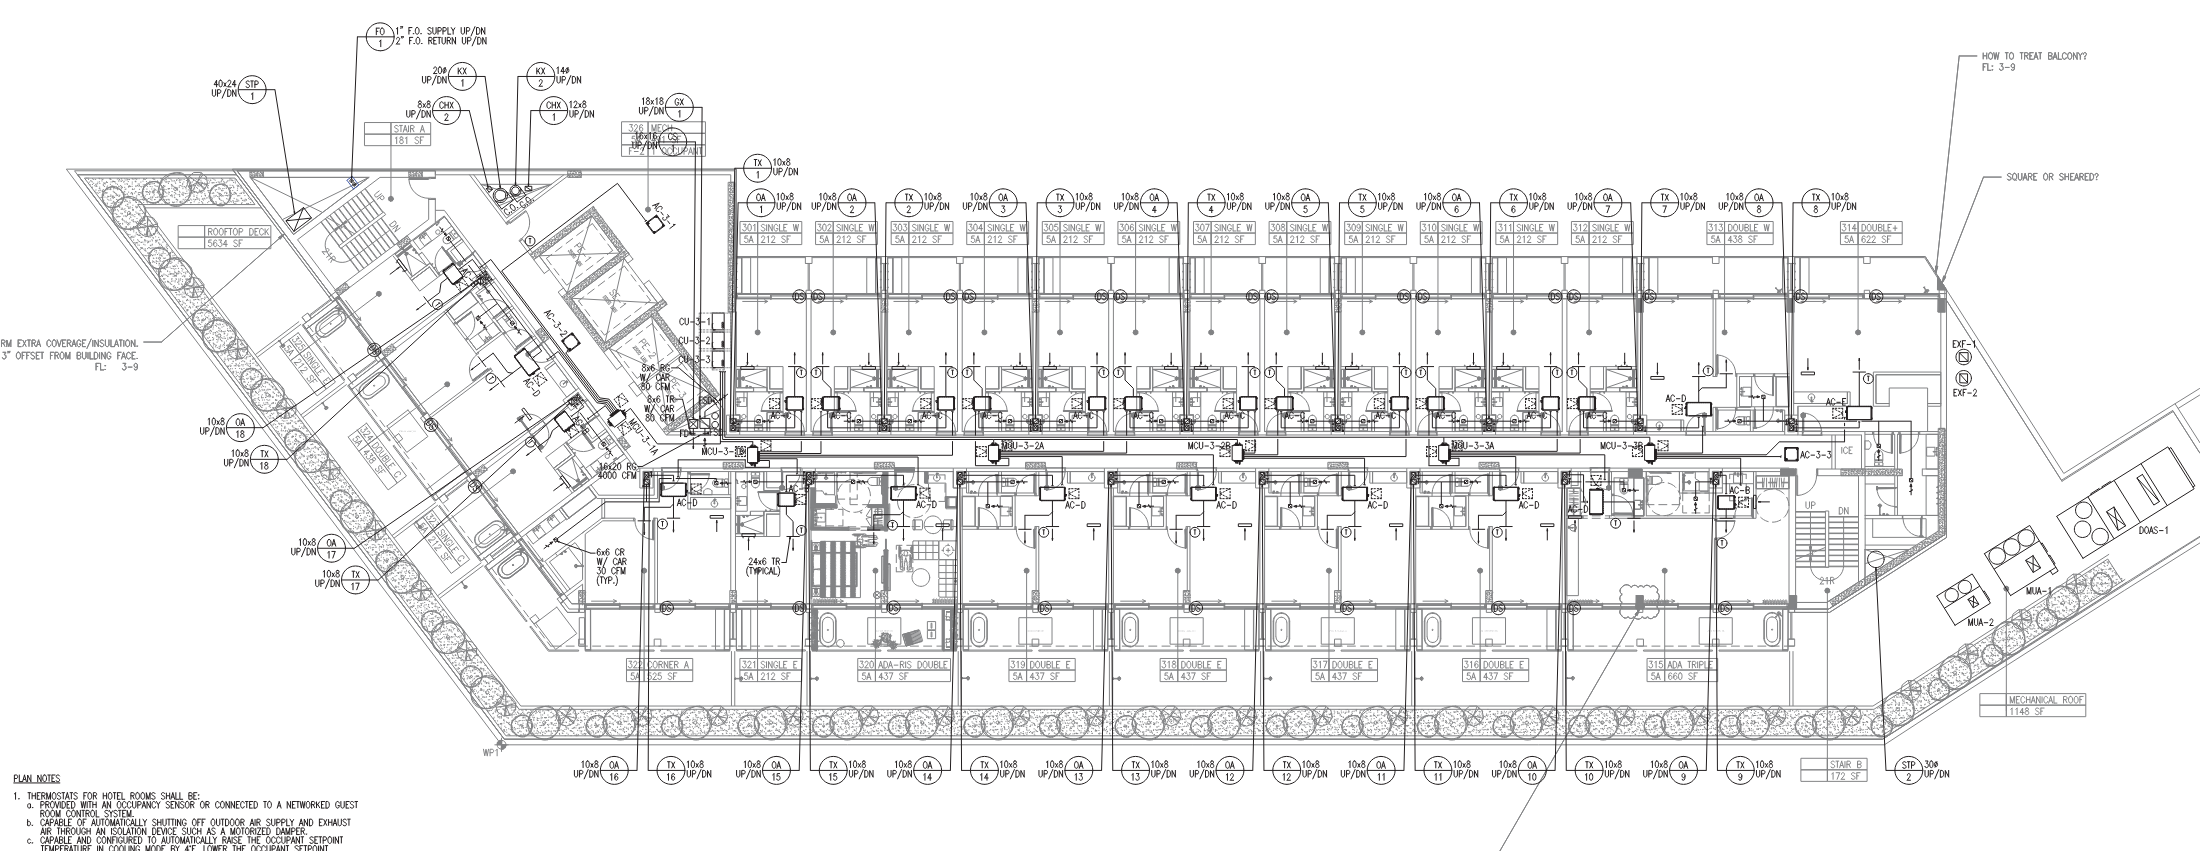 FO
1
1" F.O. SUPPLY UP/DN
2" F.O. RETURN UP/DN
HOW TO TREAT BALCONY?
FL: 3-9
20ø
UP/DN
KX
1
KX
2
14ø
UP/DN
40x24
UP/DN
STP
1
8x8
UP/DN
CHX
2
CHX
1
12x8
UP/DN
18x18
UP/DN
GX
1
STAIR A
181 SF
326 MECH
16x16
UP/DN
CS
1
TX
1
10x8
UP/DN
SQUARE OR SHEARED?
OA
1
10x8
UP/DN
10x8
UP/DN
OA
2
TX
2
10x8
UP/DN
10x8
UP/DN
OA
3
TX
3
10x8
UP/DN
10x8
UP/DN
OA
4
TX
4
10x8
UP/DN
10x8
UP/DN
OA
5
TX
5
10x8
UP/DN
10x8
UP/DN
OA
6
TX
6
10x8
UP/DN
10x8
UP/DN
OA
7
TX
7
10x8
UP/DN
10x8
UP/DN
OA
8
TX
8
10x8
UP/DN
301 SINGLE W
5A 212 SF
302 SINGLE W
5A 212 SF
303 SINGLE W
5A 212 SF
304 SINGLE W
5A 212 SF
305 SINGLE W
5A 212 SF
306 SINGLE W
5A 212 SF
307 SINGLE W
5A 212 SF
308 SINGLE W
5A 212 SF
309 SINGLE W
5A 212 SF
310 SINGLE W
5A 212 SF
311 SINGLE W
5A 212 SF
312 SINGLE W
5A 212 SF
313 DOUBLE W
5A 438 SF
314 DOUBLE+
5A 622 SF
C.O. C.O.
AC-3-1
ROOFTOP DECK
5634 SF
UP
DN
21R
AC-3-2
CU-3-1
CU-3-2
CU-3-3
RM EXTRA COVERAGE/INSULATION.
3" OFFSET FROM BUILDING FACE.
FL: 3-9
8x6 RG
W/ CAR
80 CFM
8x6 TR
W/ CAR
80 CFM
EXF-1
EXF-2
AC-D
AC-D
AC-E
10x8
UP/DN
OA
18
10x8
UP/DN
TX
18
MCU-3-1A
MCU-3-2A
MCU-3-2B
MCU-3-3A
MCU-3-3B
AC-3-3
ICE
16x20 RG
4000 CFM
324 DOUBLE C
5A 438 SF
AC-D
AC-D
AC-D
AC-D
AC-D
AC-D
AC-D
AC-B
UP
DN
21R
10x8
UP/DN
OA
17
10x8
UP/DN
TX
17
6x6 CR
W/ CAR
30 CFM
(TYP.)
24x6 TR
(TYPICAL)
DOAS-1
MUA-1
MUA-2
322 CORNER A
5A 525 SF
321 SINGLE E
5A 212 SF
320 ADA-RIS DOUBLE
5A 437 SF
319 DOUBLE E
5A 437 SF
318 DOUBLE E
5A 437 SF
317 DOUBLE E
5A 437 SF
316 DOUBLE E
5A 437 SF
315 ADA TRIPLE
5A 660 SF
MECHANICAL ROOF
1148 SF
WP1
10x8
UP/DN
OA
16
TX
16
10x8
UP/DN
10x8
UP/DN
OA
15
TX
15
10x8
UP/DN
10x8
UP/DN
OA
14
TX
14
10x8
UP/DN
10x8
UP/DN
OA
13
TX
13
10x8
UP/DN
10x8
UP/DN
OA
12
TX
12
10x8
UP/DN
10x8
UP/DN
OA
11
TX
11
10x8
UP/DN
10x8
UP/DN
OA
10
TX
10
10x8
UP/DN
10x8
UP/DN
OA
9
TX
9
10x8
UP/DN
STAIR B
172 SF
STP
2
30ø
UP/DN
PLAN NOTES
1. THERMOSTATS FOR HOTEL ROOMS SHALL BE:
a. PROVIDED WITH AN OCCUPANCY SENSOR OR CONNECTED TO A NETWORKED GUEST
ROOM CONTROL SYSTEM.
b. CAPABLE OF AUTOMATICALLY SHUTTING OFF OUTDOOR AIR SUPPLY AND EXHAUST
AIR THROUGH AN ISOLATION DEVICE SUCH AS A MOTORIZED DAMPER.
c. CAPABLE AND CONFIGURED TO AUTOMATICALLY RAISE THE OCCUPANT SETPOINT
TEMPERATURE IN COOLING MODE BY 4°F, LOWER THE OCCUPANT SETPOINT